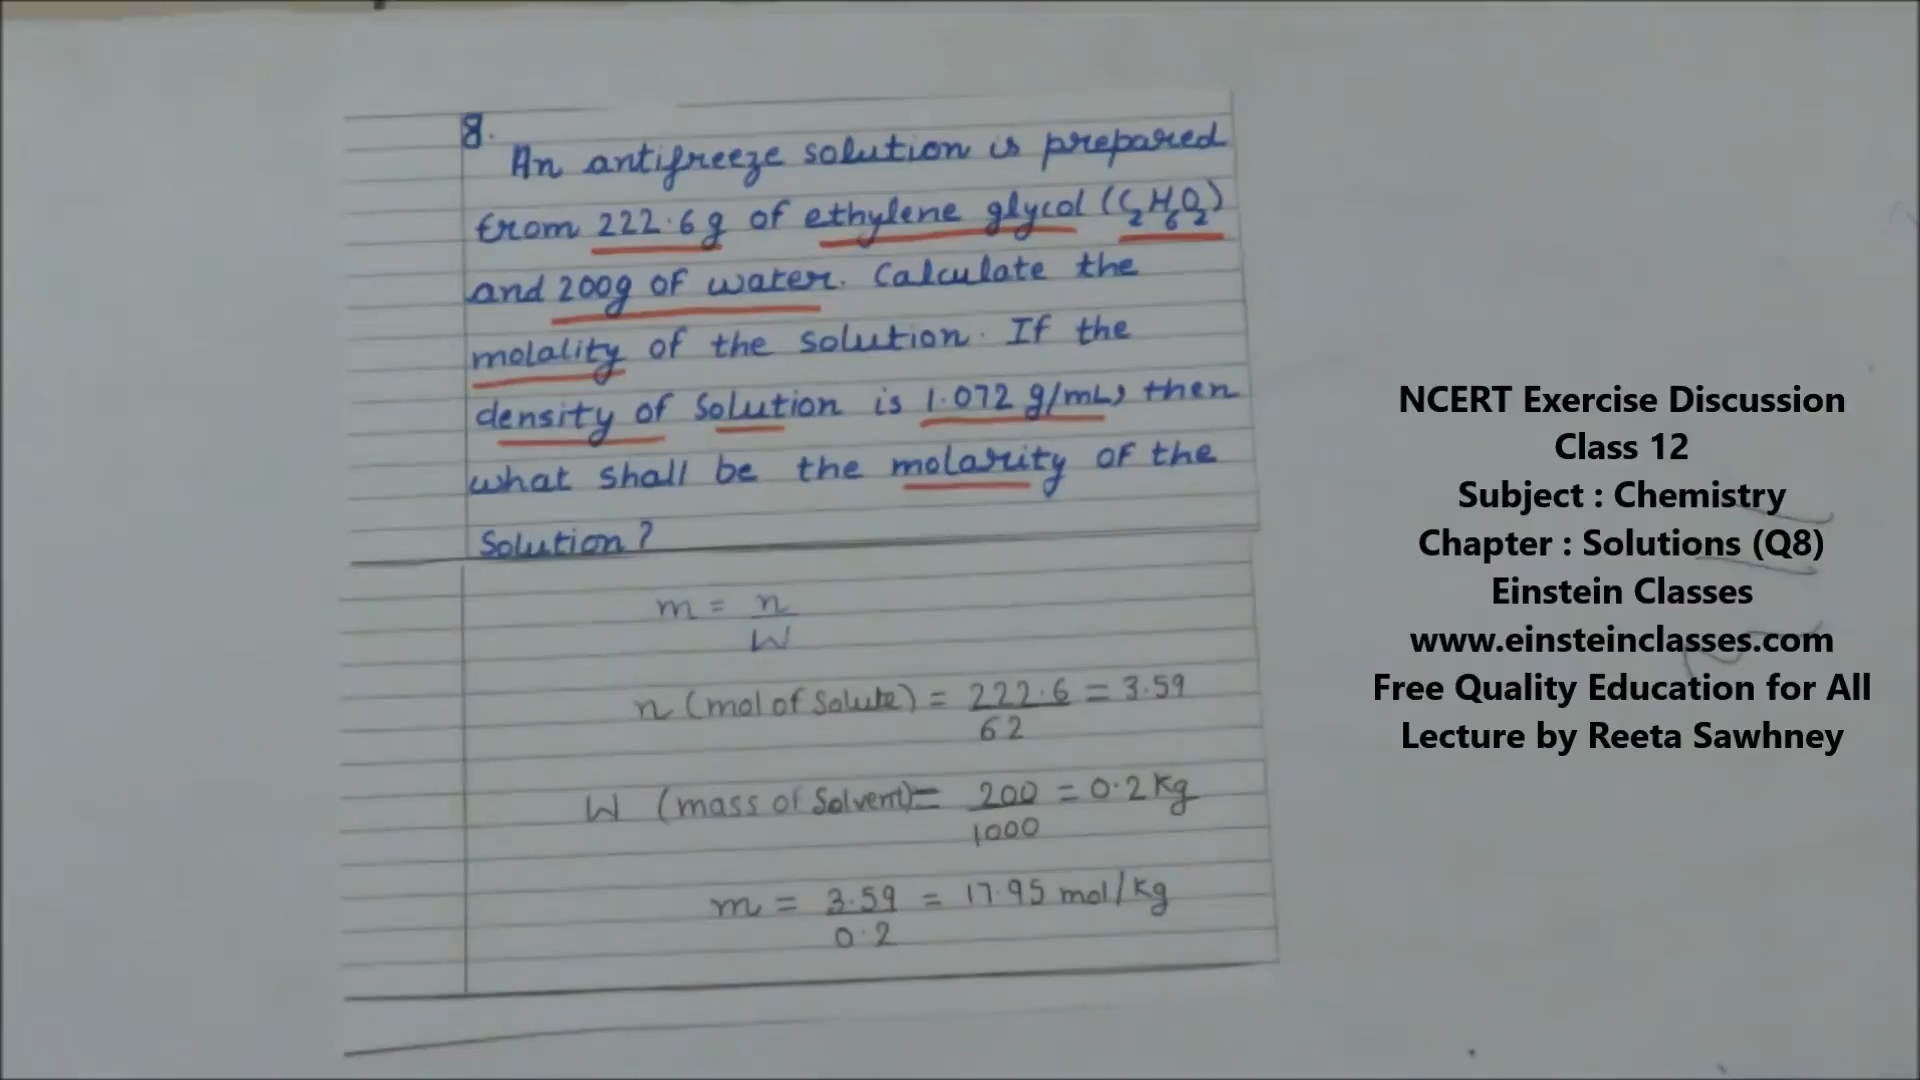 8.
An antifreeze solution is prepared
from 222.6 g of ethylene glycol (C₂H₆O₂)
and 200g of water. Calculate the
molality of the solution. If the
density of Solution is 1.072 g/mL, then
what shall be the molarity of the
Solution?
m = n
W
n (mol of Solute) = 222.6 = 3.59
62
W (mass of Solvent) = 200 = 0.2 Kg
1000
m = 3.59 = 17.95 mol/Kg
0.2
NCERT Exercise Discussion
Class 12
Subject : Chemistry
Chapter : Solutions (Q8)
Einstein Classes
www.einsteinclasses.com
Free Quality Education for All
Lecture by Reeta Sawhney